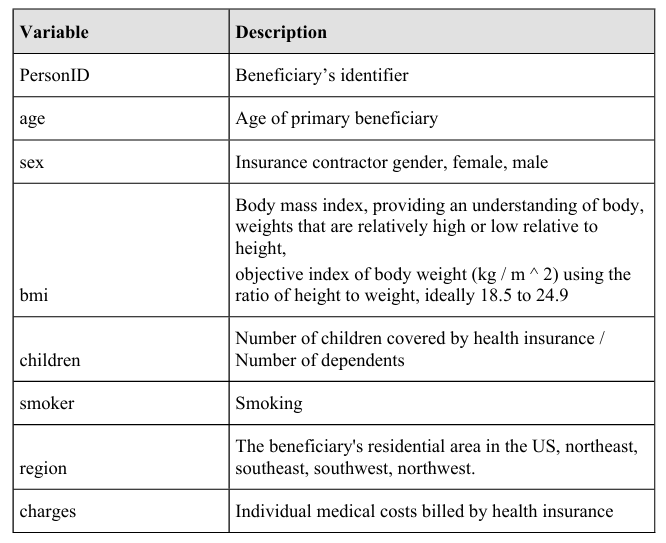 Variable Description
PersonID Beneficiary’s identifier
age Age of primary beneficiary
sex Insurance contractor gender, female, male
Body mass index, providing an understanding of body,
weights that are relatively high or low relative to
height,
objective index of body weight (kg / m ^ 2) using the
bmi ratio of height to weight, ideally 18.5 to 24.9
Number of children covered by health insurance /
children Number of dependents
smoker Smoking
The beneficiary's residential area in the US, northeast,
region southeast, southwest, northwest.
charges Individual medical costs billed by health insurance